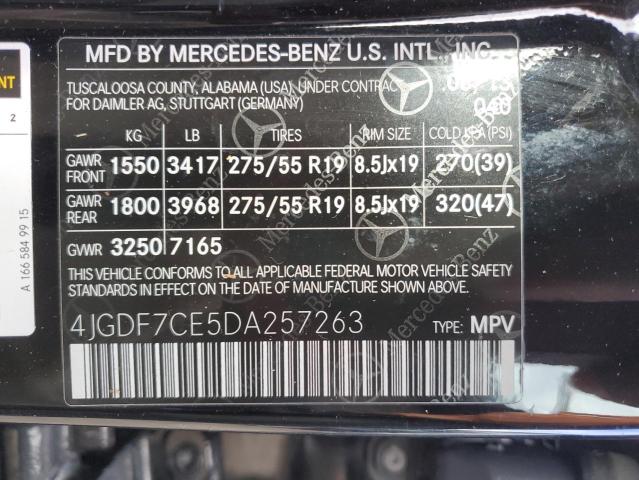 MFD BY MERCEDES-BENZ U.S. INTL., INC.
TUSCALOOSA COUNTY, ALABAMA (USA), UNDER CONTRACT
FOR DAIMLER AG, STUTTGART (GERMANY) 040
KG LB TIRES RIM SIZE COLD kPA (PSI)
GAWR FRONT 1550 3417 275/55 R19 8.5Jx19 270(39)
GAWR REAR 1800 3968 275/55 R19 8.5Jx19 320(47)
GVWR 3250 7165
THIS VEHICLE CONFORMS TO ALL APPLICABLE FEDERAL MOTOR VEHICLE SAFETY
STANDARDS IN EFFECT ON THE DATE OF MANUFACTURE SHOWN ABOVE.
4JGDF7CE5DA257263 TYPE: MPV
A 166 584 99 15
2
Mercedes-Benz